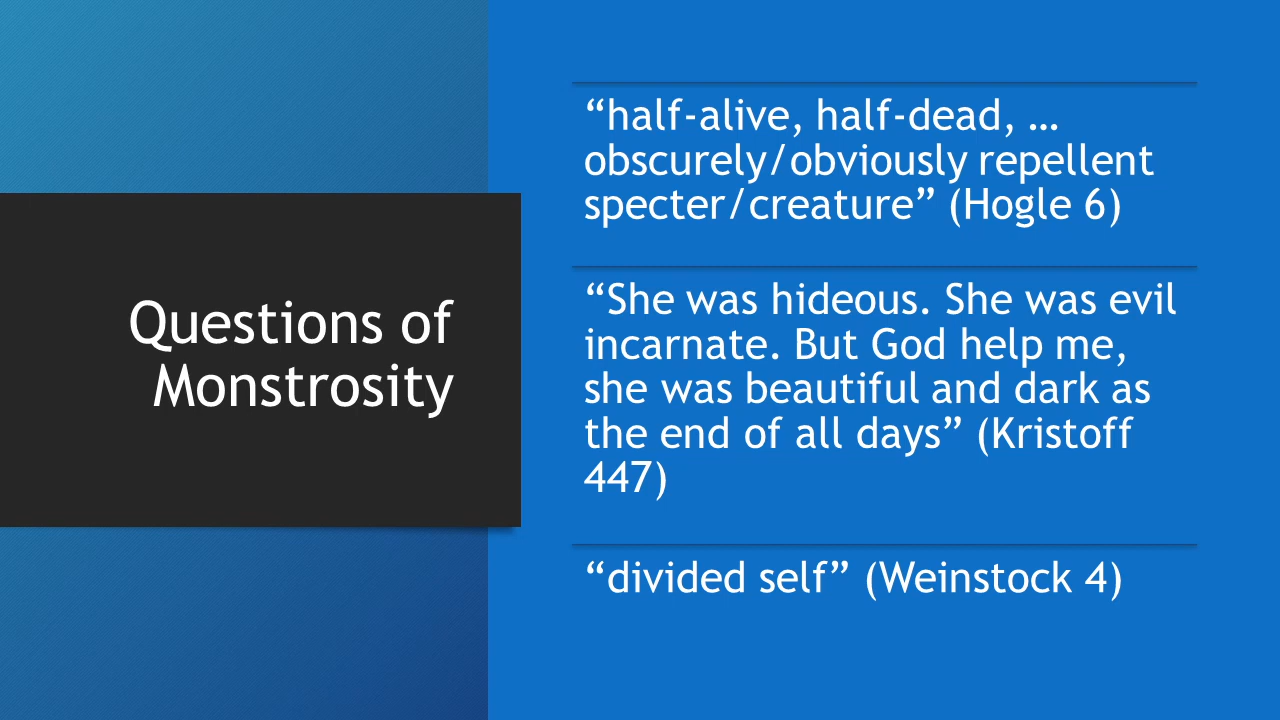 Questions of
Monstrosity
“half-alive, half-dead, …
obscurely/obviously repellent
specter/creature” (Hogle 6)
“She was hideous. She was evil
incarnate. But God help me,
she was beautiful and dark as
the end of all days” (Kristoff
447)
“divided self” (Weinstock 4)